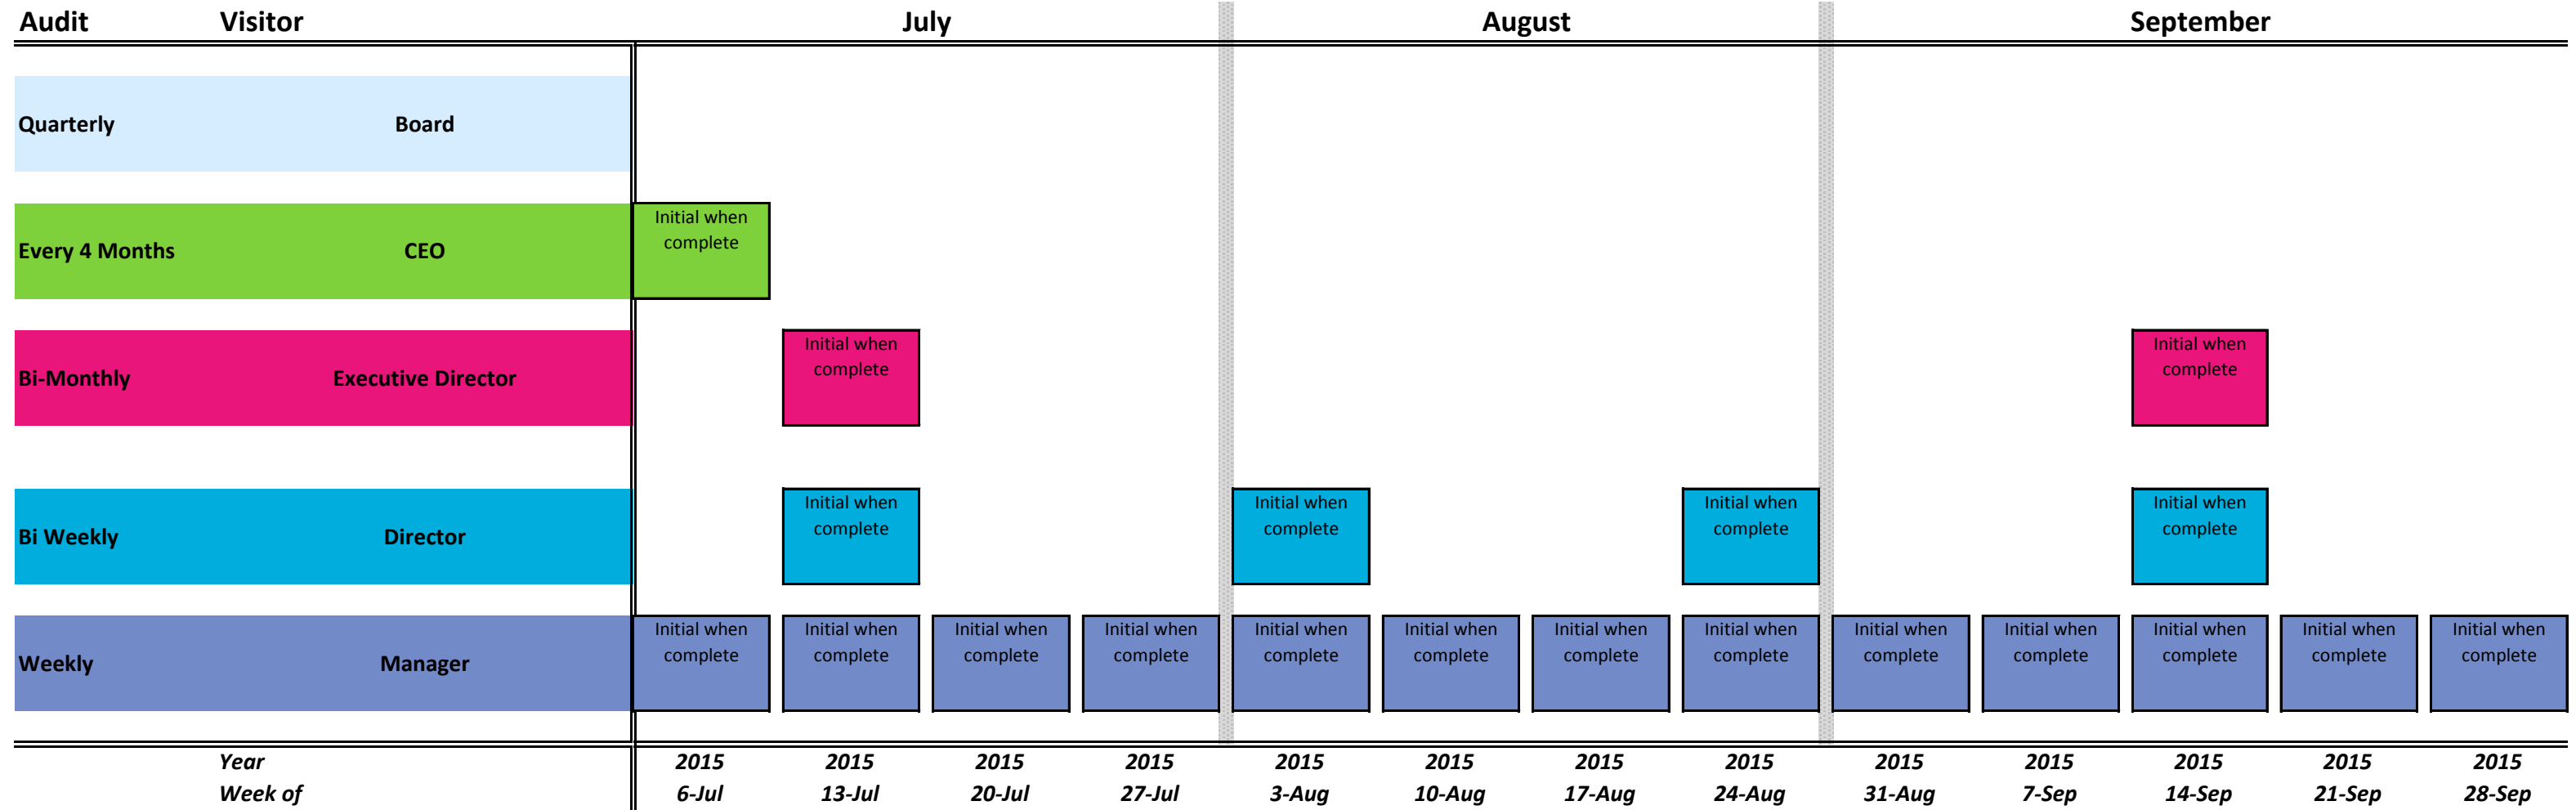 Audit Visitor July August September
Quarterly Board
Initial when
complete
Every 4 Months CEO
Initial when Initial when
complete complete
Bi-Monthly Executive Director
Initial when Initial when Initial when Initial when
complete complete complete complete
Bi Weekly Director
Initial when Initial when Initial when Initial when Initial when Initial when Initial when Initial when Initial when Initial when Initial when Initial when Initial when
complete complete complete complete complete complete complete complete complete complete complete complete complete
Weekly Manager
Year 2015 2015 2015 2015 2015 2015 2015 2015 2015 2015 2015 2015 2015
Week of 6-Jul 13-Jul 20-Jul 27-Jul 3-Aug 10-Aug 17-Aug 24-Aug 31-Aug 7-Sep 14-Sep 21-Sep 28-Sep